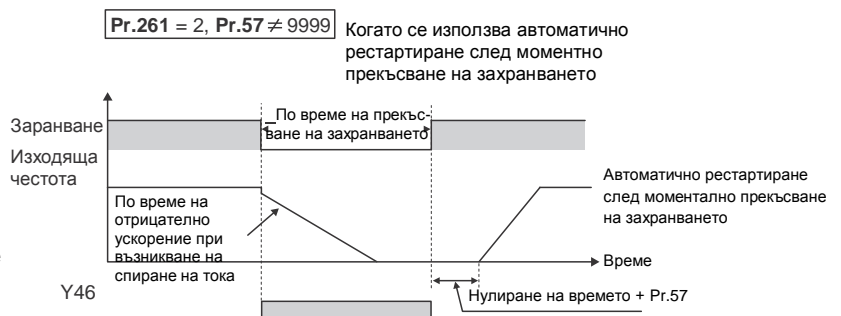 Pr.261 = 2, Pr.57 ≠ 9999
Когато се използва автоматично
рестартиране след моментно
прекъсване на захранването
Заранване
_По време на прекъс-
ване на захранването
Изходяща
честота
По време на
отрицателно
ускорение при
възникване на
спиране на тока
Автоматично рестартиране
след моментално прекъсване
на захранването
Време
Y46
Нулиране на времето + Pr.57